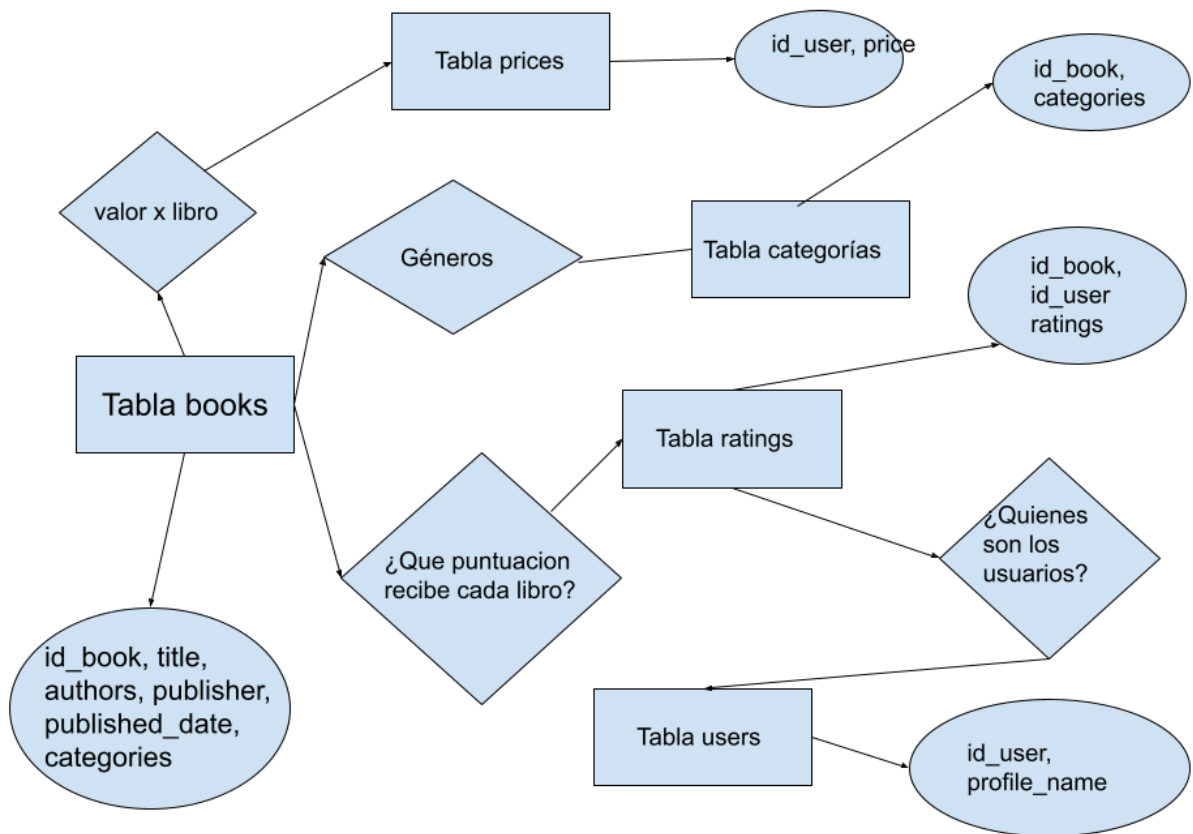 Tabla prices
id_user, price
id_book,
categories
valor x libro
Géneros
Tabla categorías
id_book,
id_user
ratings
Tabla books
Tabla ratings
¿Que puntuacion
recibe cada libro?
¿Quienes
son los
usuarios?
id_book, title,
authors, publisher,
published_date,
categories
Tabla users
id_user,
profile_name